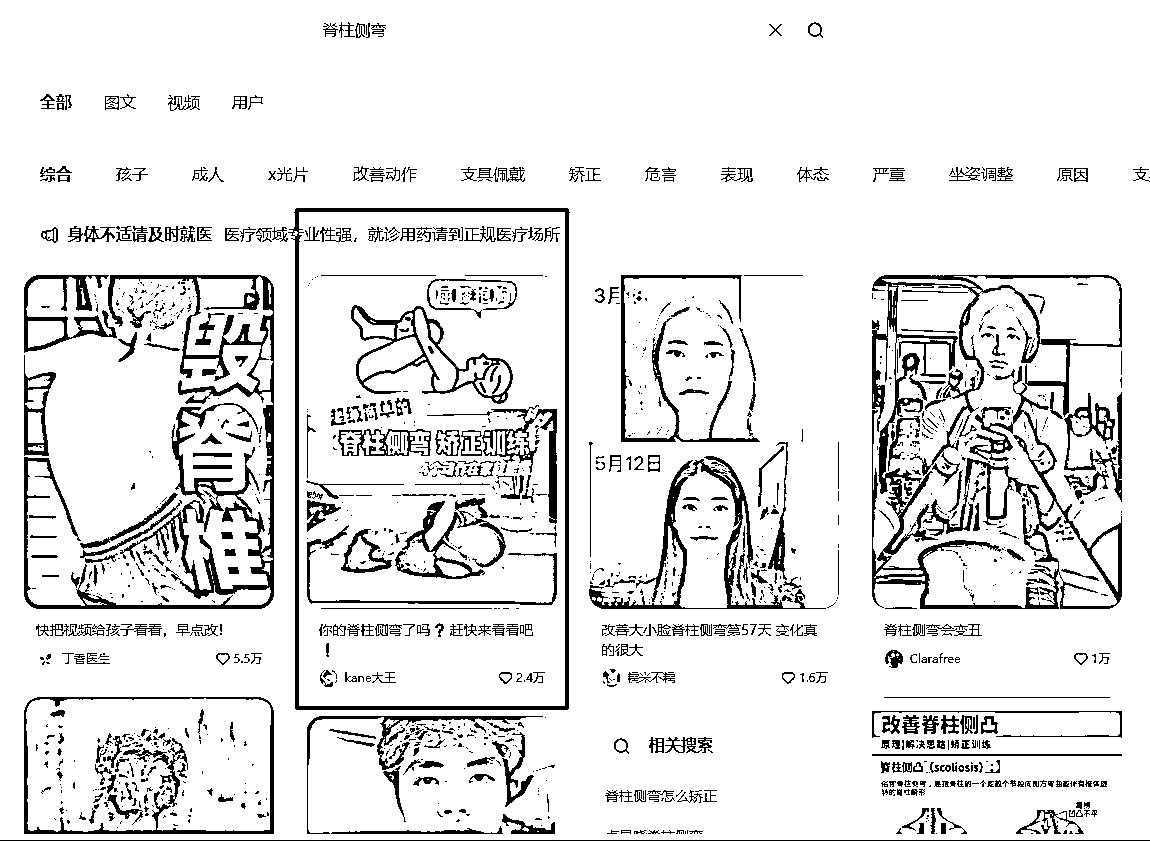 脊柱侧弯
全部 图文 视频 用户
综合 孩子 成人 x光片 改善动作 支具佩戴 矫正 危害 表现 体态 严重 坐姿调整 原因
身体不适请及时就医 医疗领域专业性强，就诊用药请到正规医疗场所
毁脊椎
快把视频给孩子看看，早点改！
丁香医生 5.5万
超级简单的
脊柱侧弯 矫正训练
你的脊柱侧弯了吗？赶快来看看吧
！
kane大王 2.4万
3月
5月12日
改善大小脸脊柱侧弯第57天 变化真
的很大
1.6万
脊柱侧弯会变丑
Clarafree 1万
相关搜索
脊柱侧弯怎么矫正
改善脊柱侧凸
原理|解决思路|矫正训练
脊柱侧凸 (scoliosis) :